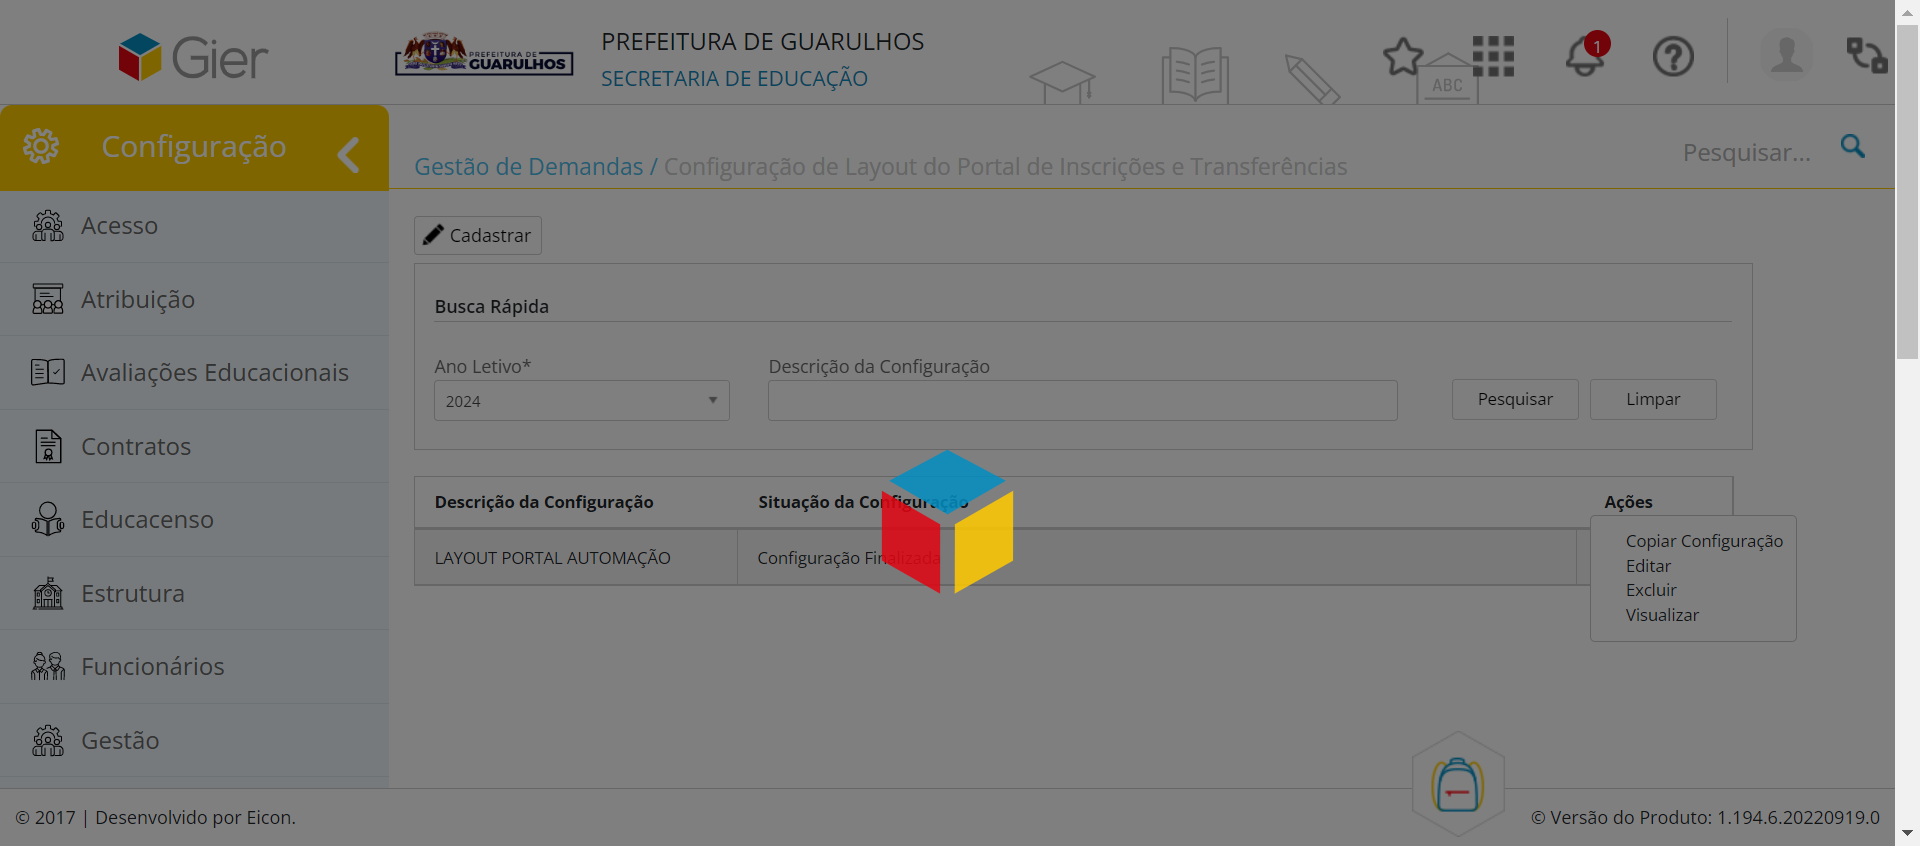 Gier
PREFEITURA DE
GUARULHOS
PREFEITURA DE GUARULHOS
SECRETARIA DE EDUCAÇÃO
ABC
1
Configuração
Gestão de Demandas / Configuração de Layout do Portal de Inscrições e Transferências
Pesquisar...
Acesso
Atribuição
Avaliações Educacionais
Contratos
Educacenso
Estrutura
Funcionários
Gestão
Cadastrar
Busca Rápida
Ano Letivo*
Descrição da Configuração
2024
Pesquisar
Limpar
Descrição da Configuração
Situação da Configuração
Ações
LAYOUT PORTAL AUTOMAÇÃO
Configuração Finalizada
Copiar Configuração
Editar
Excluir
Visualizar
© 2017 | Desenvolvido por Eicon.
© Versão do Produto: 1.194.6.20220919.0